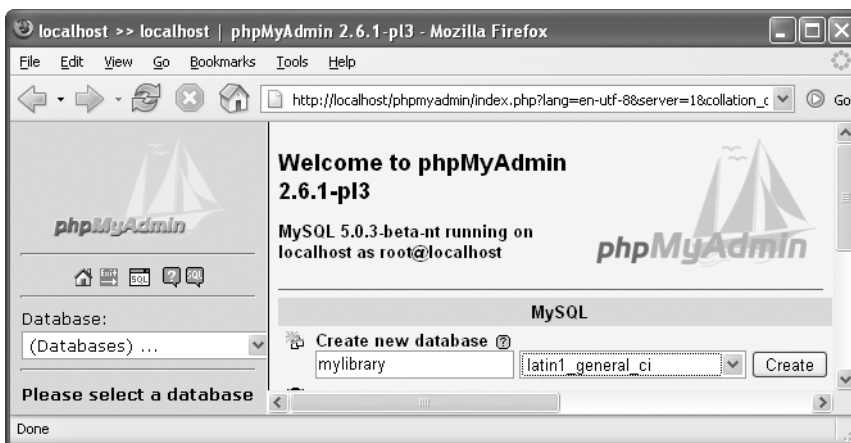 localhost >> localhost | phpMyAdmin 2.6.1-pl3 - Mozilla Firefox
File Edit View Go Bookmarks Tools Help
http://localhost/phpmyadmin/index.php?lang=en-utf-8&server=1&collation_c Go
phpMyAdmin
Exit SQL ? SQL
Database:
(Databases) ...
Please select a database
Welcome to phpMyAdmin
2.6.1-pl3
MySQL 5.0.3-beta-nt running on
localhost as root@localhost
phpMyAdmin
MySQL
Create new database ?
mylibrary latin1_general_ci Create
Done